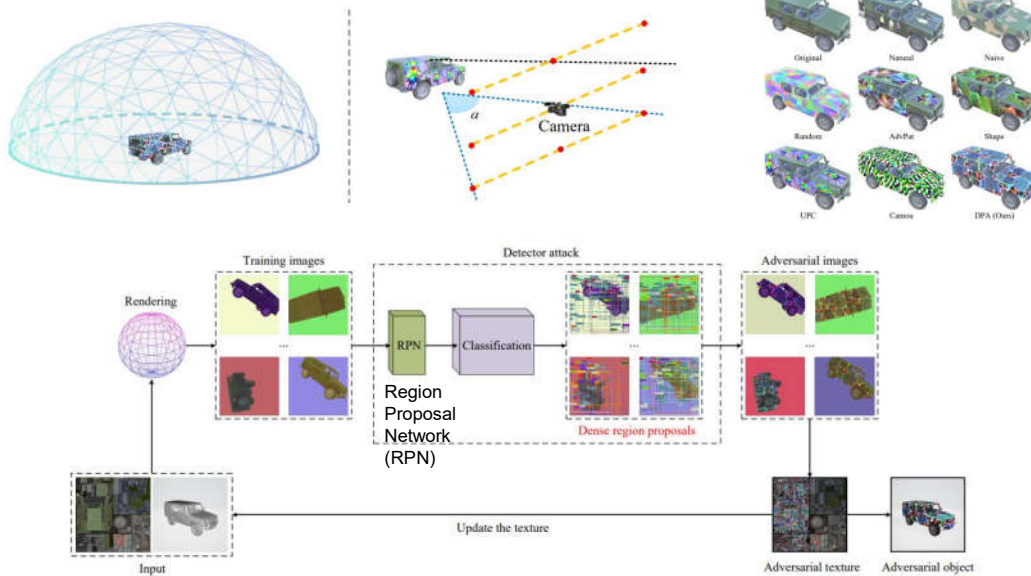 a
Camera
Original
Natural
Naive
Random
AdvPat
Shape
UPC
Camou
DPA (Ours)
Detector attack
Training images
Adversarial images
Rendering
...
...
...
RPN
Classification
Region
Proposal
Network
(RPN)
Dense region proposals
Update the texture
Input
Adversarial texture
Adversarial object